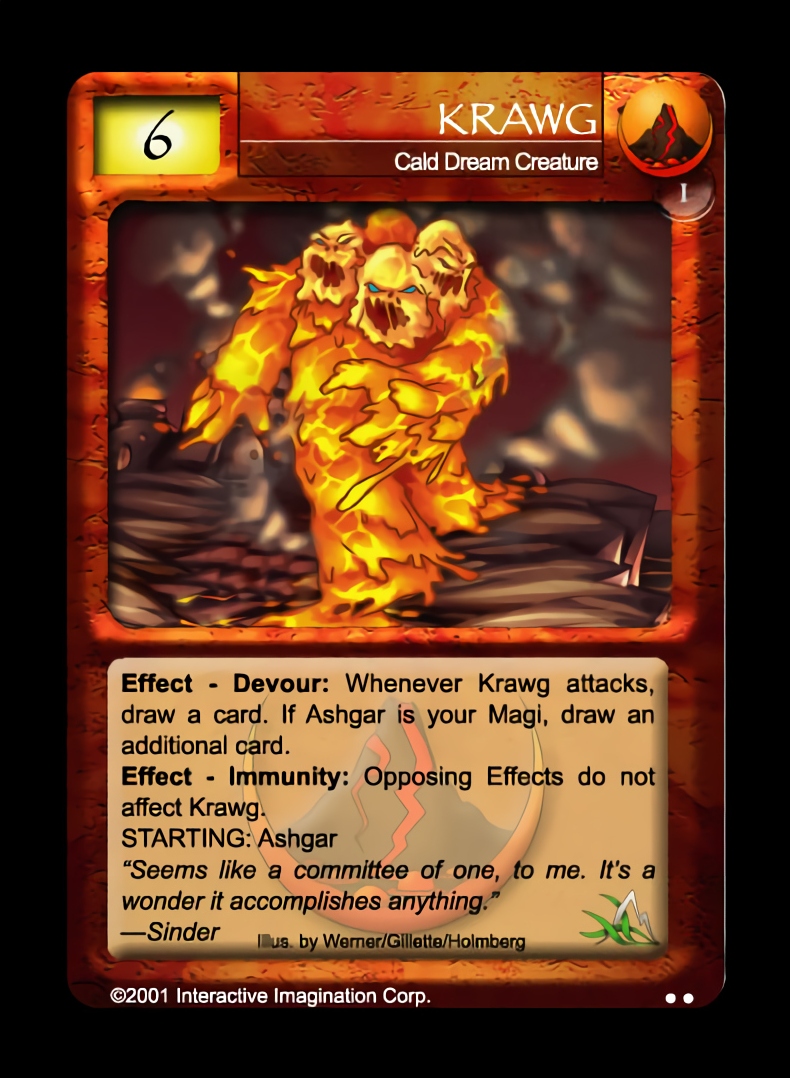 6
KRAWG
Cald Dream Creature
I
Effect - Devour: Whenever Krawg attacks,
draw a card. If Ashgar is your Magi, draw an
additional card.
Effect - Immunity: Opposing Effects do not
affect Krawg.
STARTING: Ashgar
“Seems like a committee of one, to me. It's a
wonder it accomplishes anything.”
—Sinder
Illus. by Werner/Gillette/Holmberg
©2001 Interactive Imagination Corp.